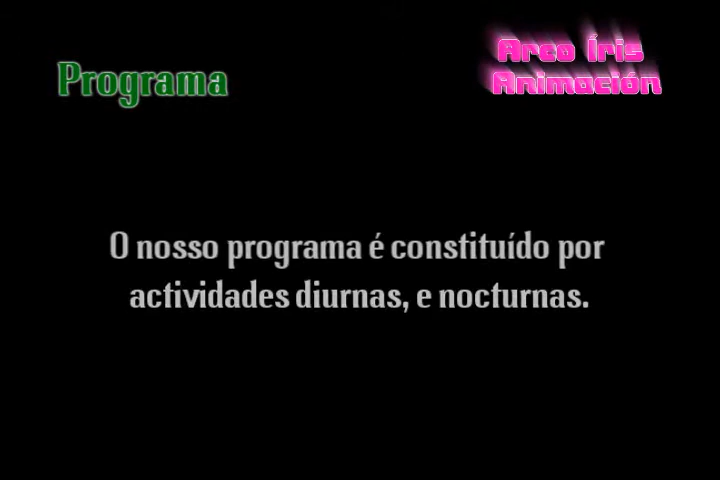 Programa
Arco Íris
Animación
O nosso programa é constituído por
actividades diurnas, e nocturnas.